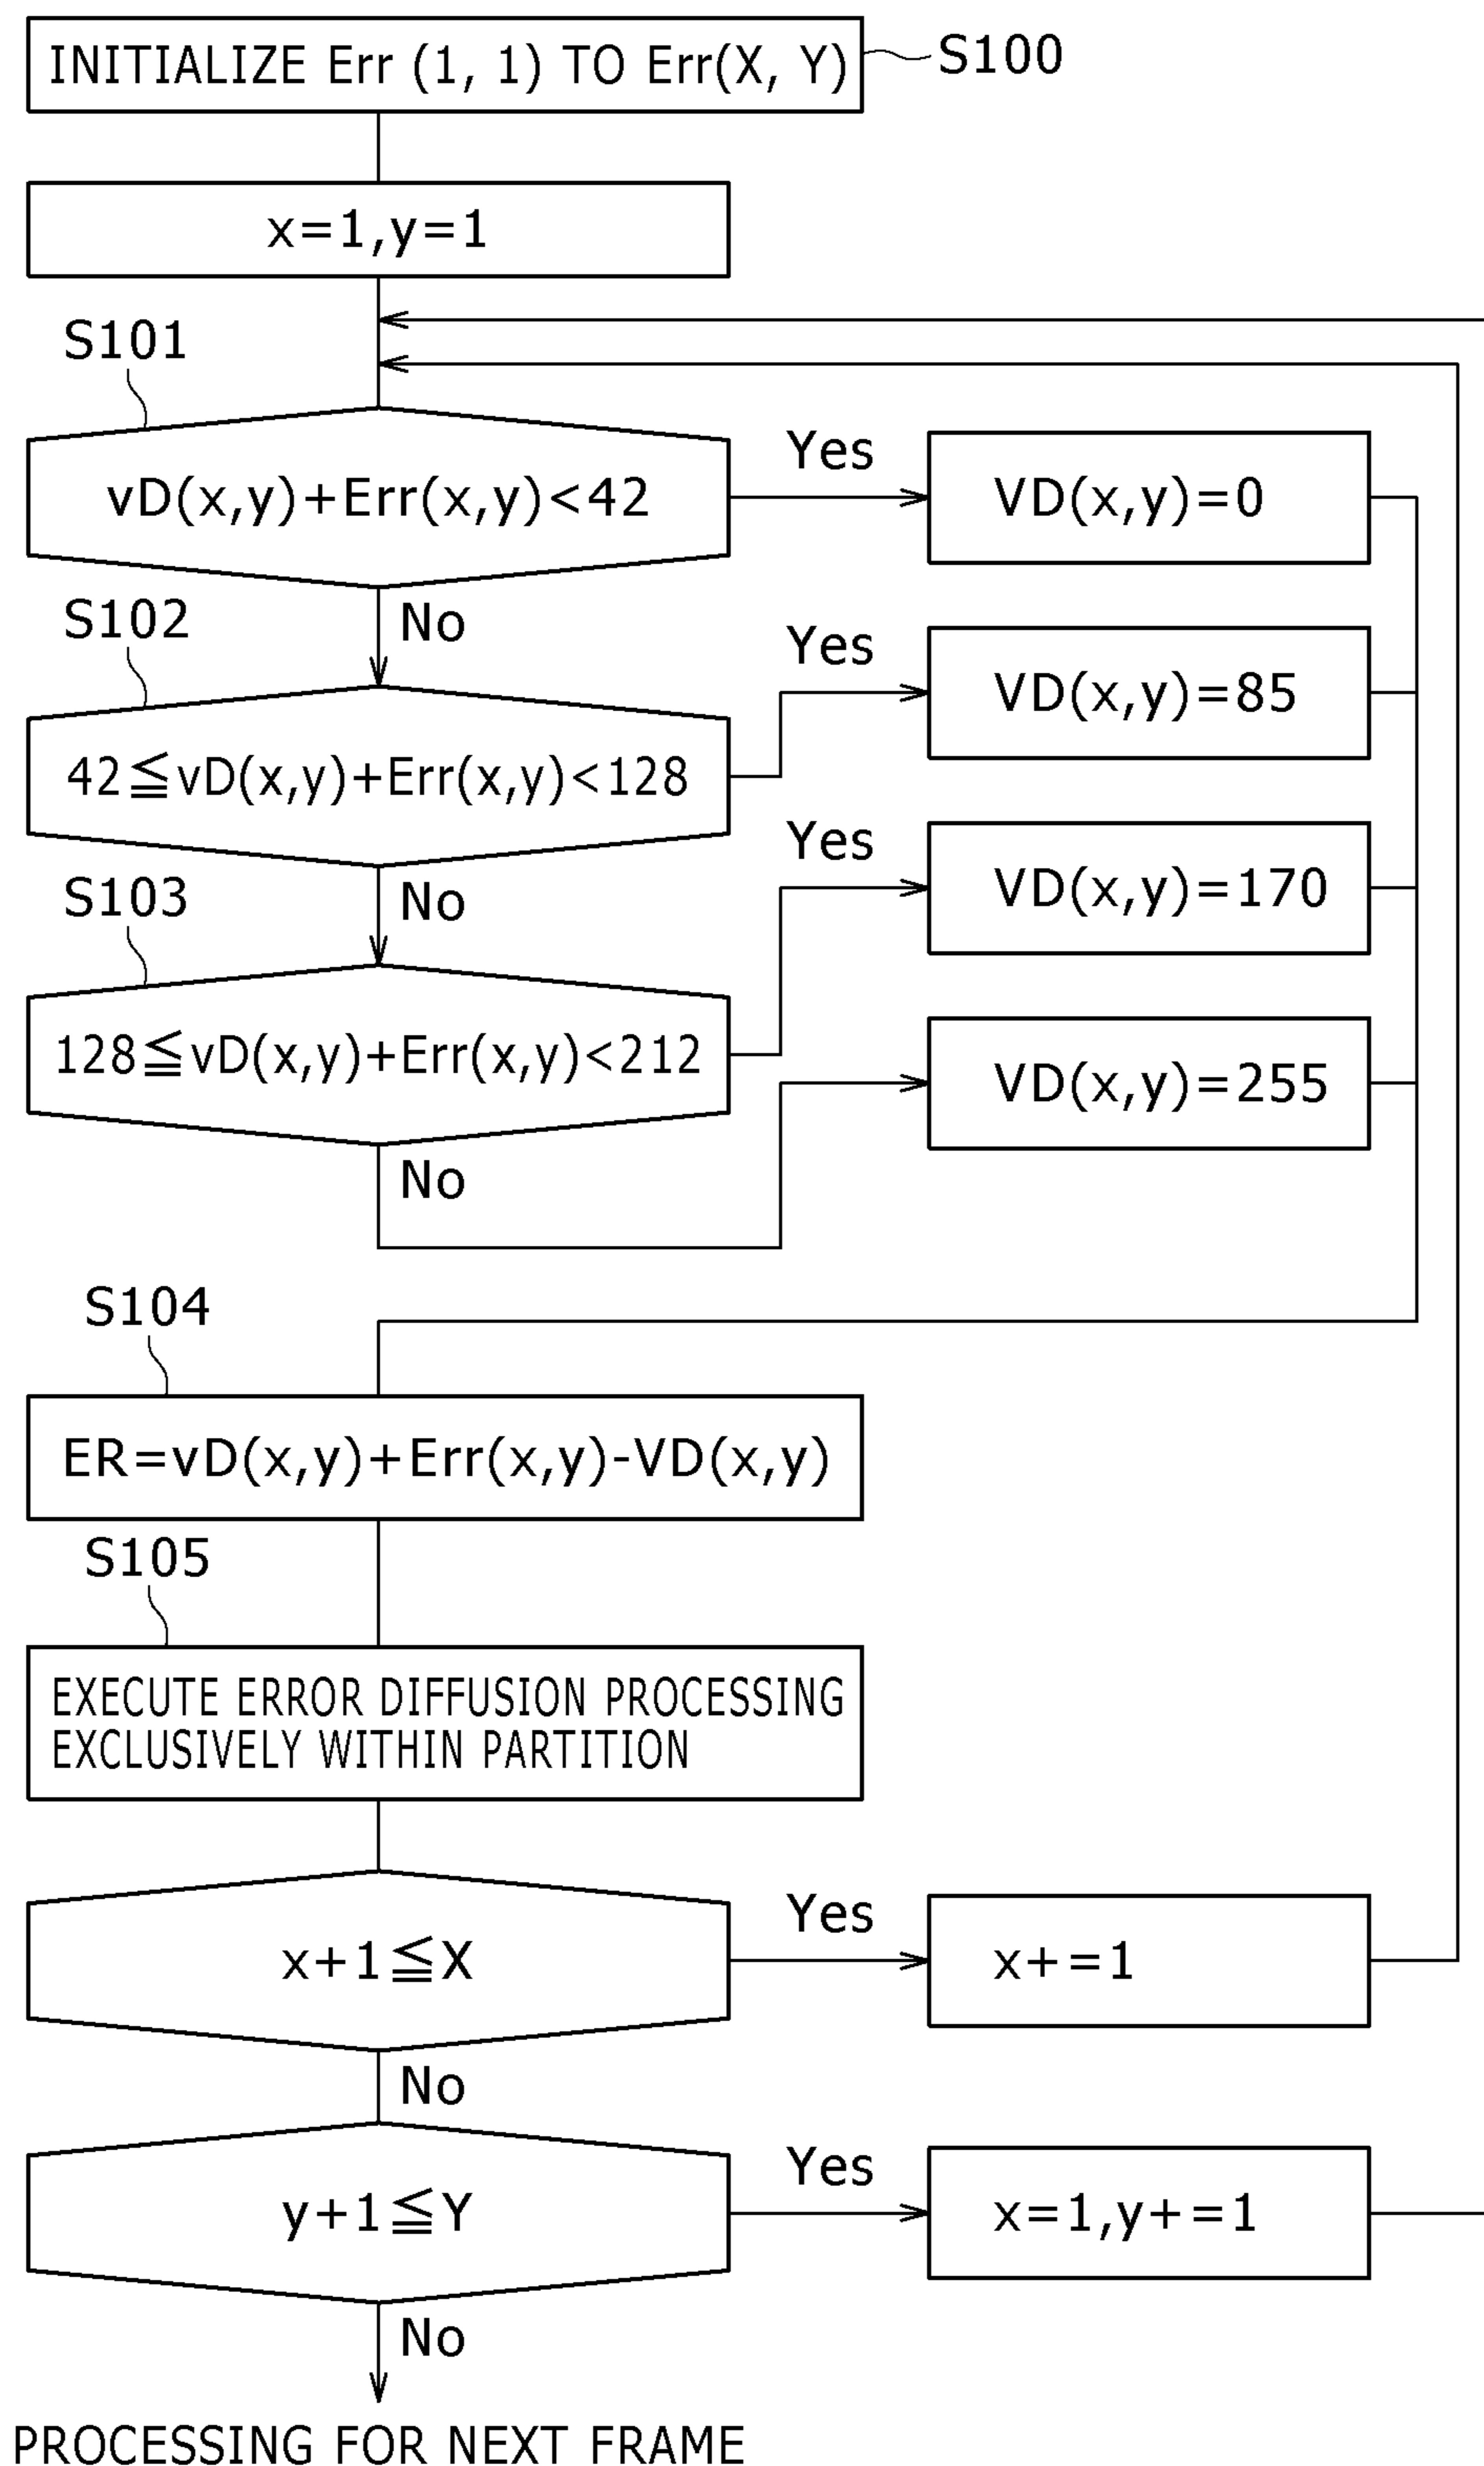 INITIALIZE Err (1, 1) TO Err(X, Y)
S100
x=1,y=1
S101
vD(x,y)+Err(x,y)<42
Yes
VD(x,y)=0
No
S102
42≦vD(x,y)+Err(x,y)<128
Yes
VD(x,y)=85
No
S103
128≦vD(x,y)+Err(x,y)<212
Yes
VD(x,y)=170
No
VD(x,y)=255
S104
ER=vD(x,y)+Err(x,y)-VD(x,y)
S105
EXECUTE ERROR DIFFUSION PROCESSING
EXCLUSIVELY WITHIN PARTITION
x+1≦X
Yes
x+=1
No
y+1≦Y
Yes
x=1,y+=1
No
PROCESSING FOR NEXT FRAME